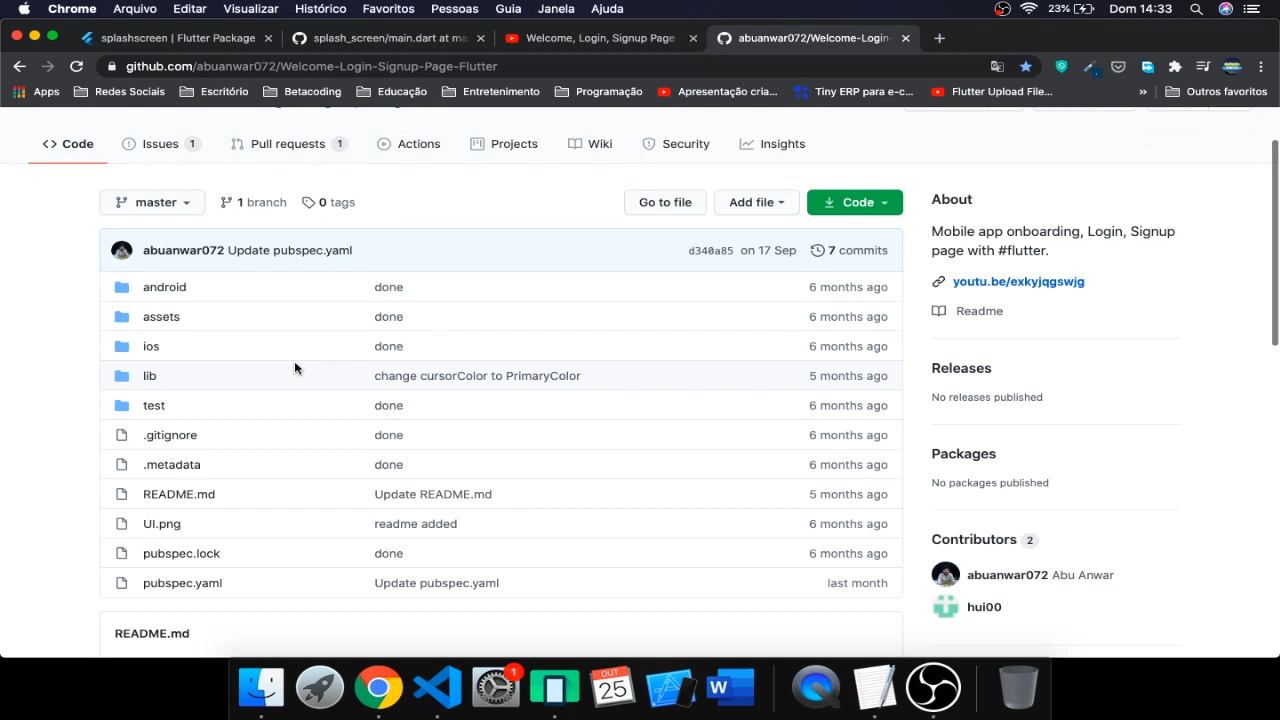 Chrome Arquivo Editar Visualizar Histórico Favoritos Pessoas Guia Janela Ajuda 23% Dom 14:33
splashscreen | Flutter Package splash_screen/main.dart at ma Welcome, Login, Signup Page abuanwar072/Welcome-Login-
github.com/abuanwar072/Welcome-Login-Signup-Page-Flutter
Apps Redes Sociais Escritório Betacoding Educação Entretenimento Programação Apresentação cria... Tiny ERP para e-c... Flutter Upload File... » Outros favoritos
Code Issues 1 Pull requests 1 Actions Projects Wiki Security Insights
master 1 branch 0 tags Go to file Add file Code
abuanwar072 Update pubspec.yaml d340a85 on 17 Sep 7 commits
android done 6 months ago
assets done 6 months ago
ios done 6 months ago
lib change cursorColor to PrimaryColor 5 months ago
test done 6 months ago
.gitignore done 6 months ago
.metadata done 6 months ago
README.md Update README.md 5 months ago
UI.png readme added 6 months ago
pubspec.lock done 6 months ago
pubspec.yaml Update pubspec.yaml last month
README.md
About
Mobile app onboarding, Login, Signup
page with #flutter.
youtu.be/exkyjqgswjg
Readme
Releases
No releases published
Packages
No packages published
Contributors 2
abuanwar072 Abu Anwar
hui00
1
OUT
25
W